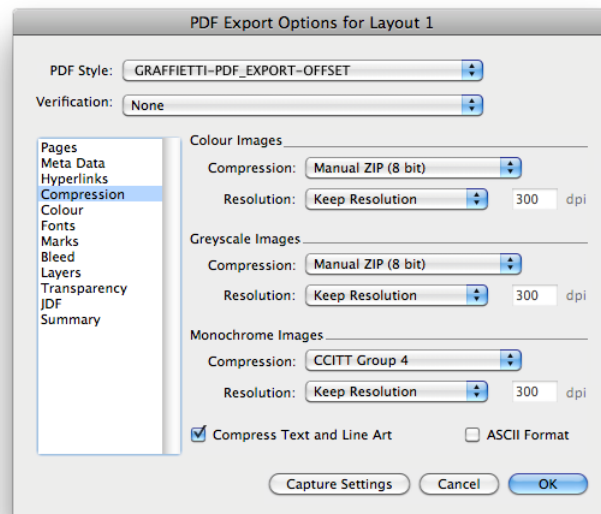 PDF Export Options for Layout 1
PDF Style: GRAFFIETTI-PDF_EXPORT-OFFSET
Verification: None
Pages
Meta Data
Hyperlinks
Compression
Colour
Fonts
Marks
Bleed
Layers
Transparency
JDF
Summary
Colour Images
Compression: Manual ZIP (8 bit)
Resolution: Keep Resolution 300 dpi
Greyscale Images
Compression: Manual ZIP (8 bit)
Resolution: Keep Resolution 300 dpi
Monochrome Images
Compression: CCITT Group 4
Resolution: Keep Resolution 300 dpi
Compress Text and Line Art ASCII Format
Capture Settings Cancel OK